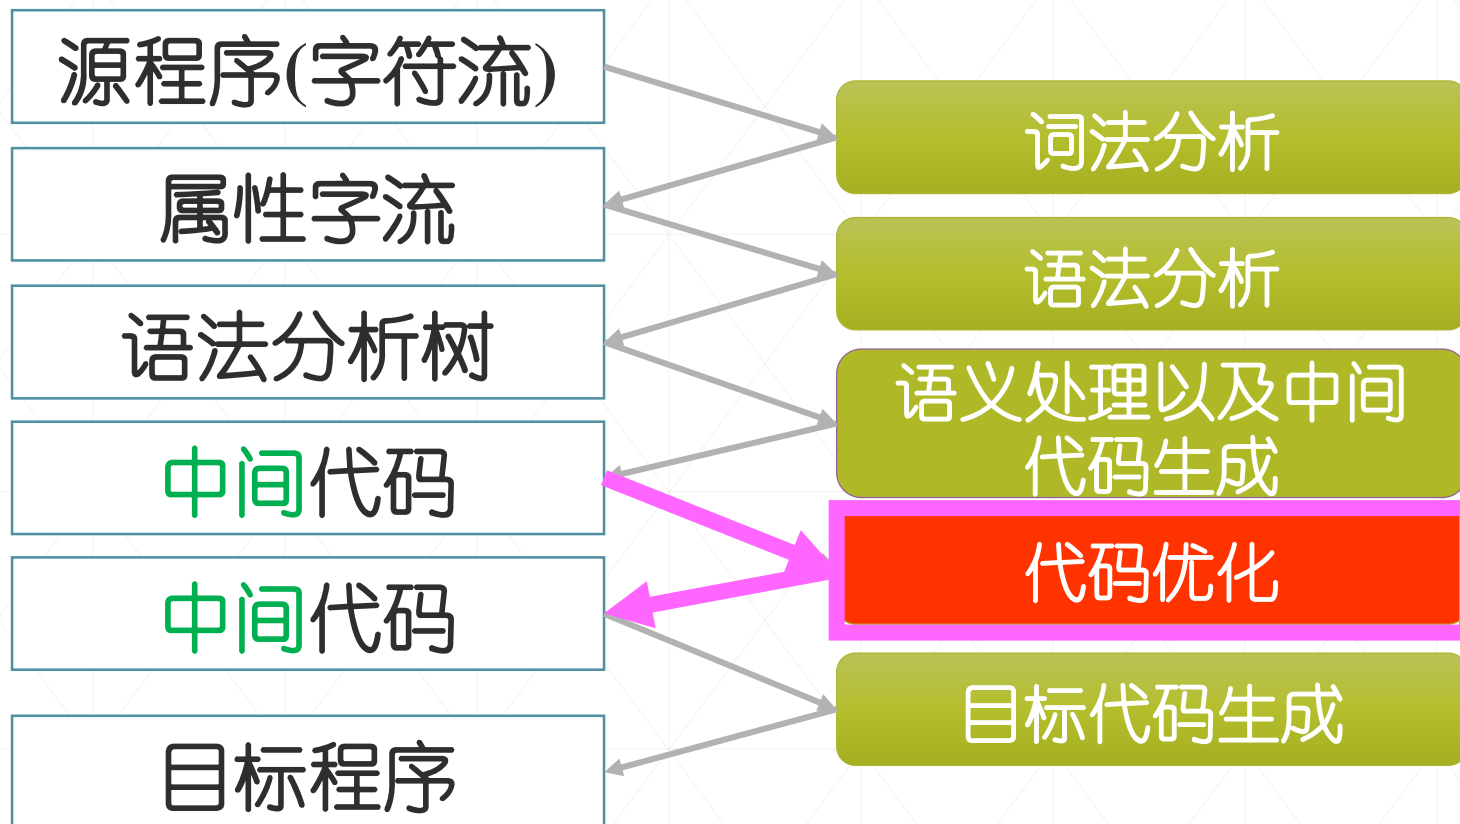 源程序(字符流)
词法分析
属性字流
语法分析
语法分析树
语义处理以及中间
代码生成
中间代码
代码优化
中间代码
目标代码生成
目标程序